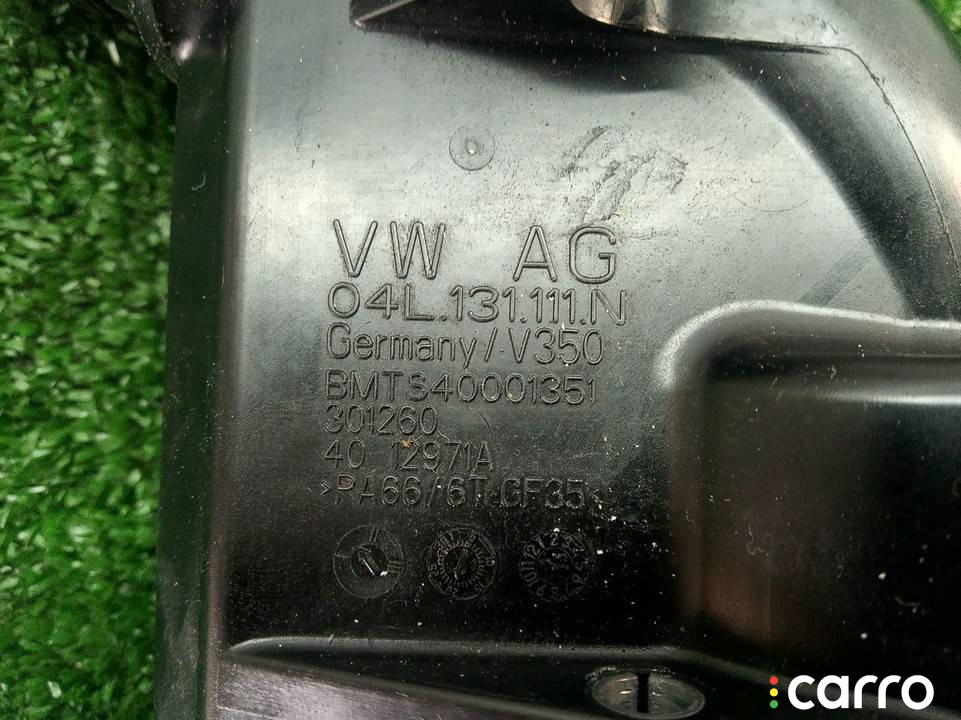 VW AG
04L.131.111.N
Germany/V350
BMTS40001351
301260
40 12971A
>PA66/6T-GF35<
carro